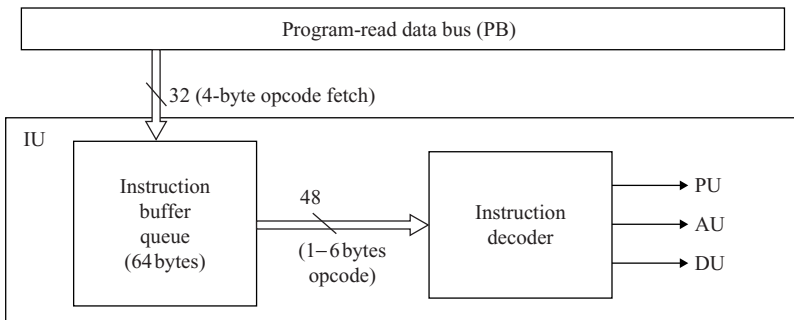 Program-read data bus (PB)
32 (4-byte opcode fetch)
IU
Instruction
buffer
queue
(64 bytes)
48
(1–6 bytes
opcode)
Instruction
decoder
PU
AU
DU